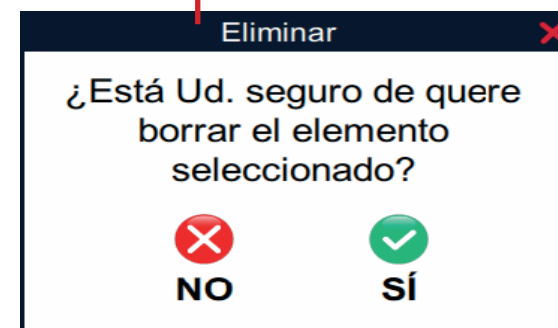 Eliminar
¿Está Ud. seguro de quere
borrar el elemento
seleccionado?
NO SÍ